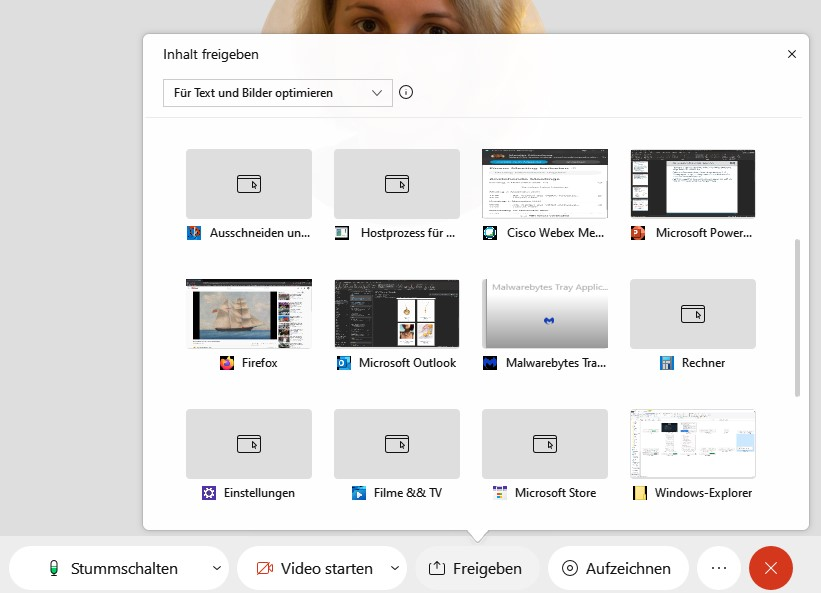 Inhalt freigeben
Für Text und Bilder optimieren
Ausschneiden un...
Hostprozess für ...
Cisco Webex Me...
Microsoft Power...
Malwarebytes Tray Applic...
Firefox
Microsoft Outlook
Malwarebytes Tra...
Rechner
Einstellungen
Filme && TV
Microsoft Store
Windows-Explorer
Stummschalten
Video starten
Freigeben
Aufzeichnen